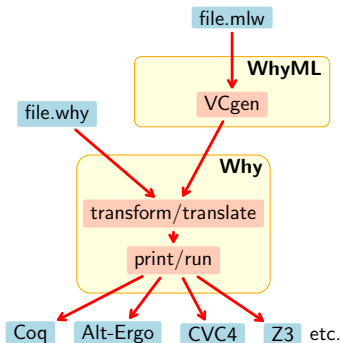 file.mlw
WhyML
VCgen
file.why
Why
transform/translate
print/run
Coq Alt-Ergo CVC4 Z3 etc.